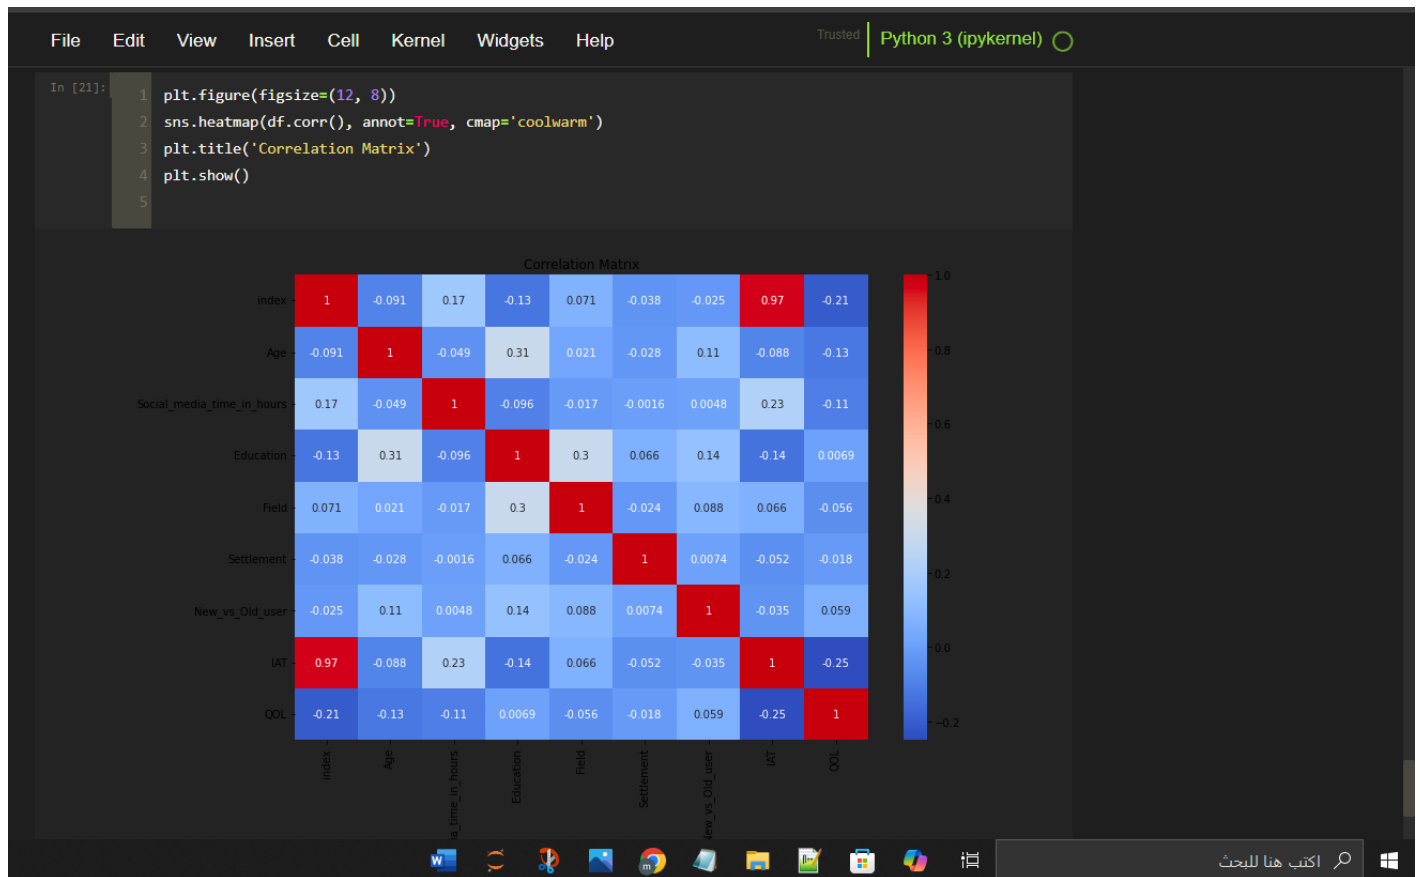 File Edit View Insert Cell Kernel Widgets Help Trusted Python 3 (ipykernel)
In [21]:
1 plt.figure(figsize=(12, 8))
2 sns.heatmap(df.corr(), annot=True, cmap='coolwarm')
3 plt.title('Correlation Matrix')
4 plt.show()
5
Correlation Matrix
index 1 -0.091 0.17 -0.13 0.071 -0.038 -0.025 0.97 -0.21
Age -0.091 1 -0.049 0.31 0.021 -0.028 0.11 -0.088 -0.13
Social_media_time_in_hours 0.17 -0.049 1 -0.096 -0.017 -0.0016 0.0048 0.23 -0.11
Education -0.13 0.31 -0.096 1 0.3 0.066 0.14 -0.14 0.0069
Field 0.071 0.021 -0.017 0.3 1 -0.024 0.088 0.066 -0.056
Settlement -0.038 -0.028 -0.0016 0.066 -0.024 1 0.0074 -0.052 -0.018
New_vs_Old_user -0.025 0.11 0.0048 0.14 0.088 0.0074 1 -0.035 0.059
IAT 0.97 -0.088 0.23 -0.14 0.066 -0.052 -0.035 1 -0.25
QOL -0.21 -0.13 -0.11 0.0069 -0.056 -0.018 0.059 -0.25 1
index
Age
ia_time_in_hours
Education
Field
Settlement
New_vs_Old_user
IAT
QOL
1.0
0.8
0.6
0.4
0.2
0.0
-0.2
اكتب هنا للبحث